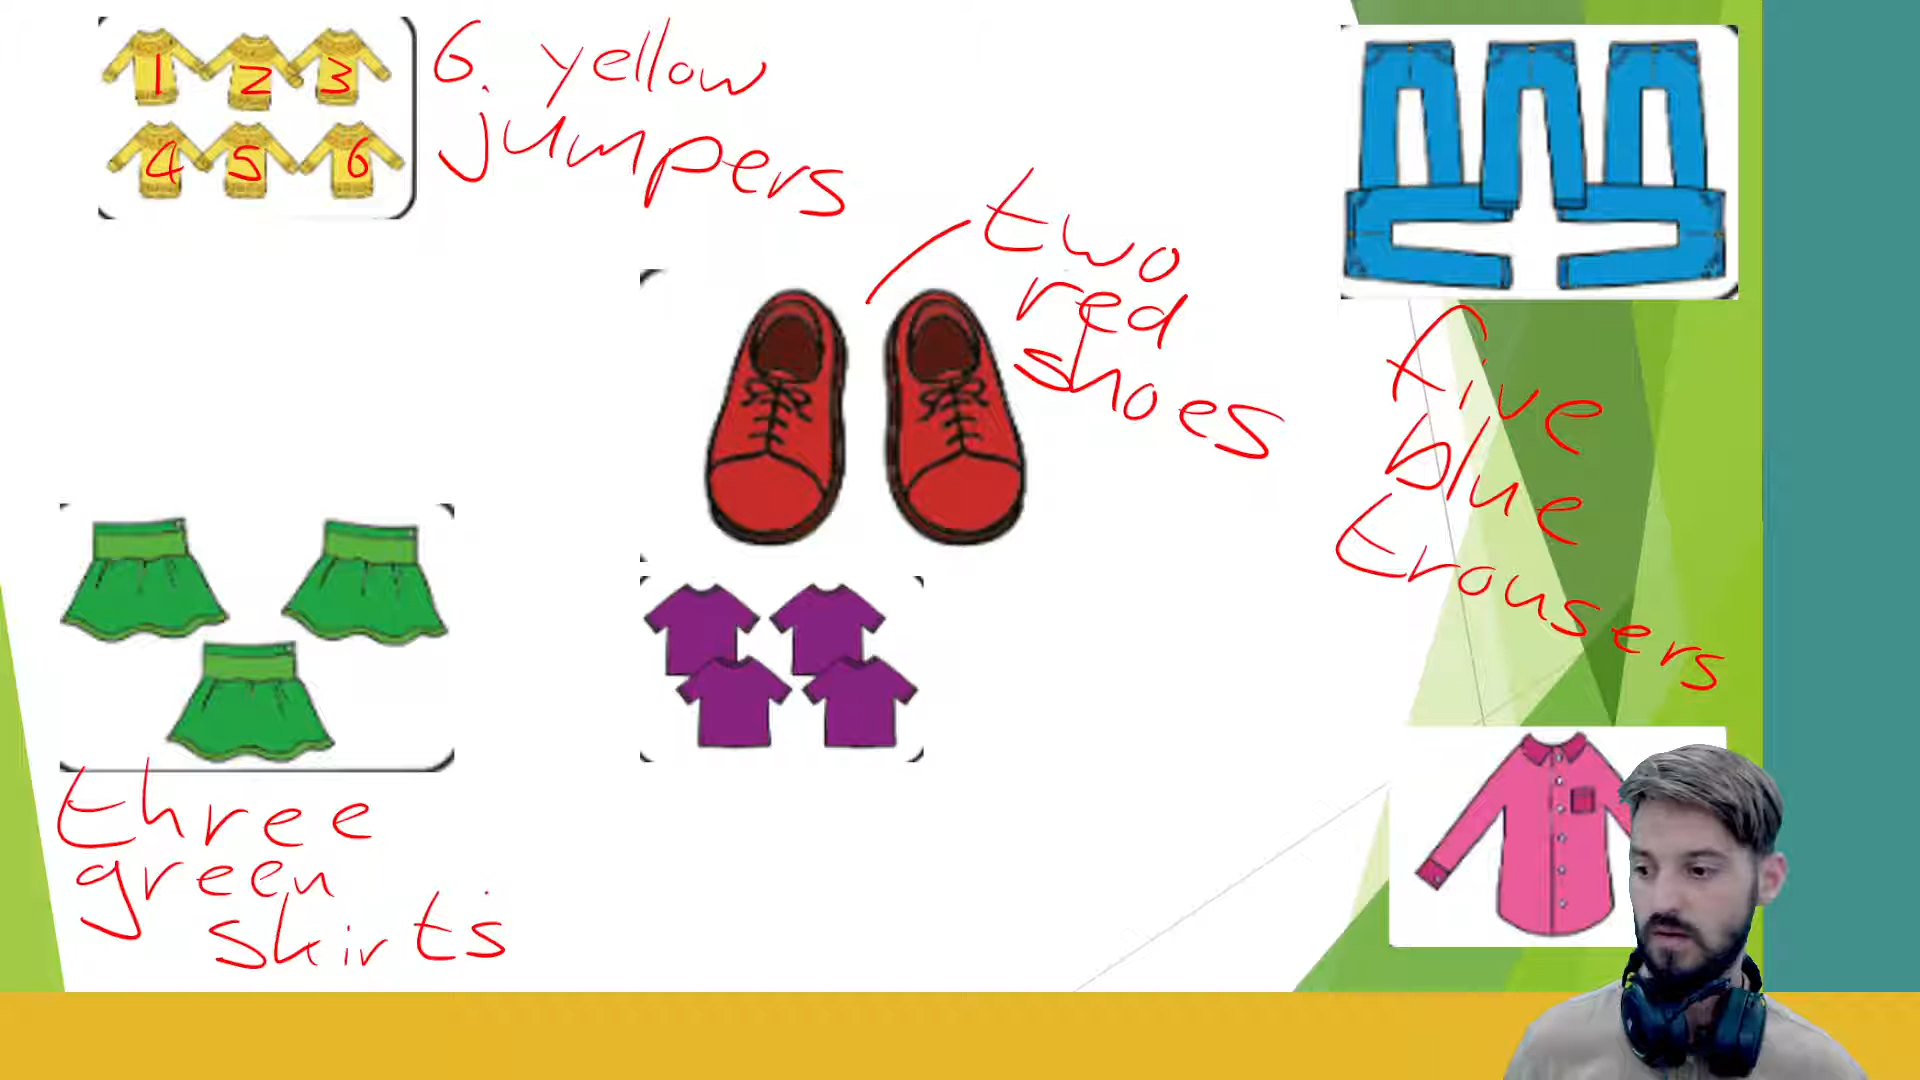 1 2 3
4 5 6
6. yellow
jumpers
two
red
shoes
five
blue
trousers
three
green
skirts